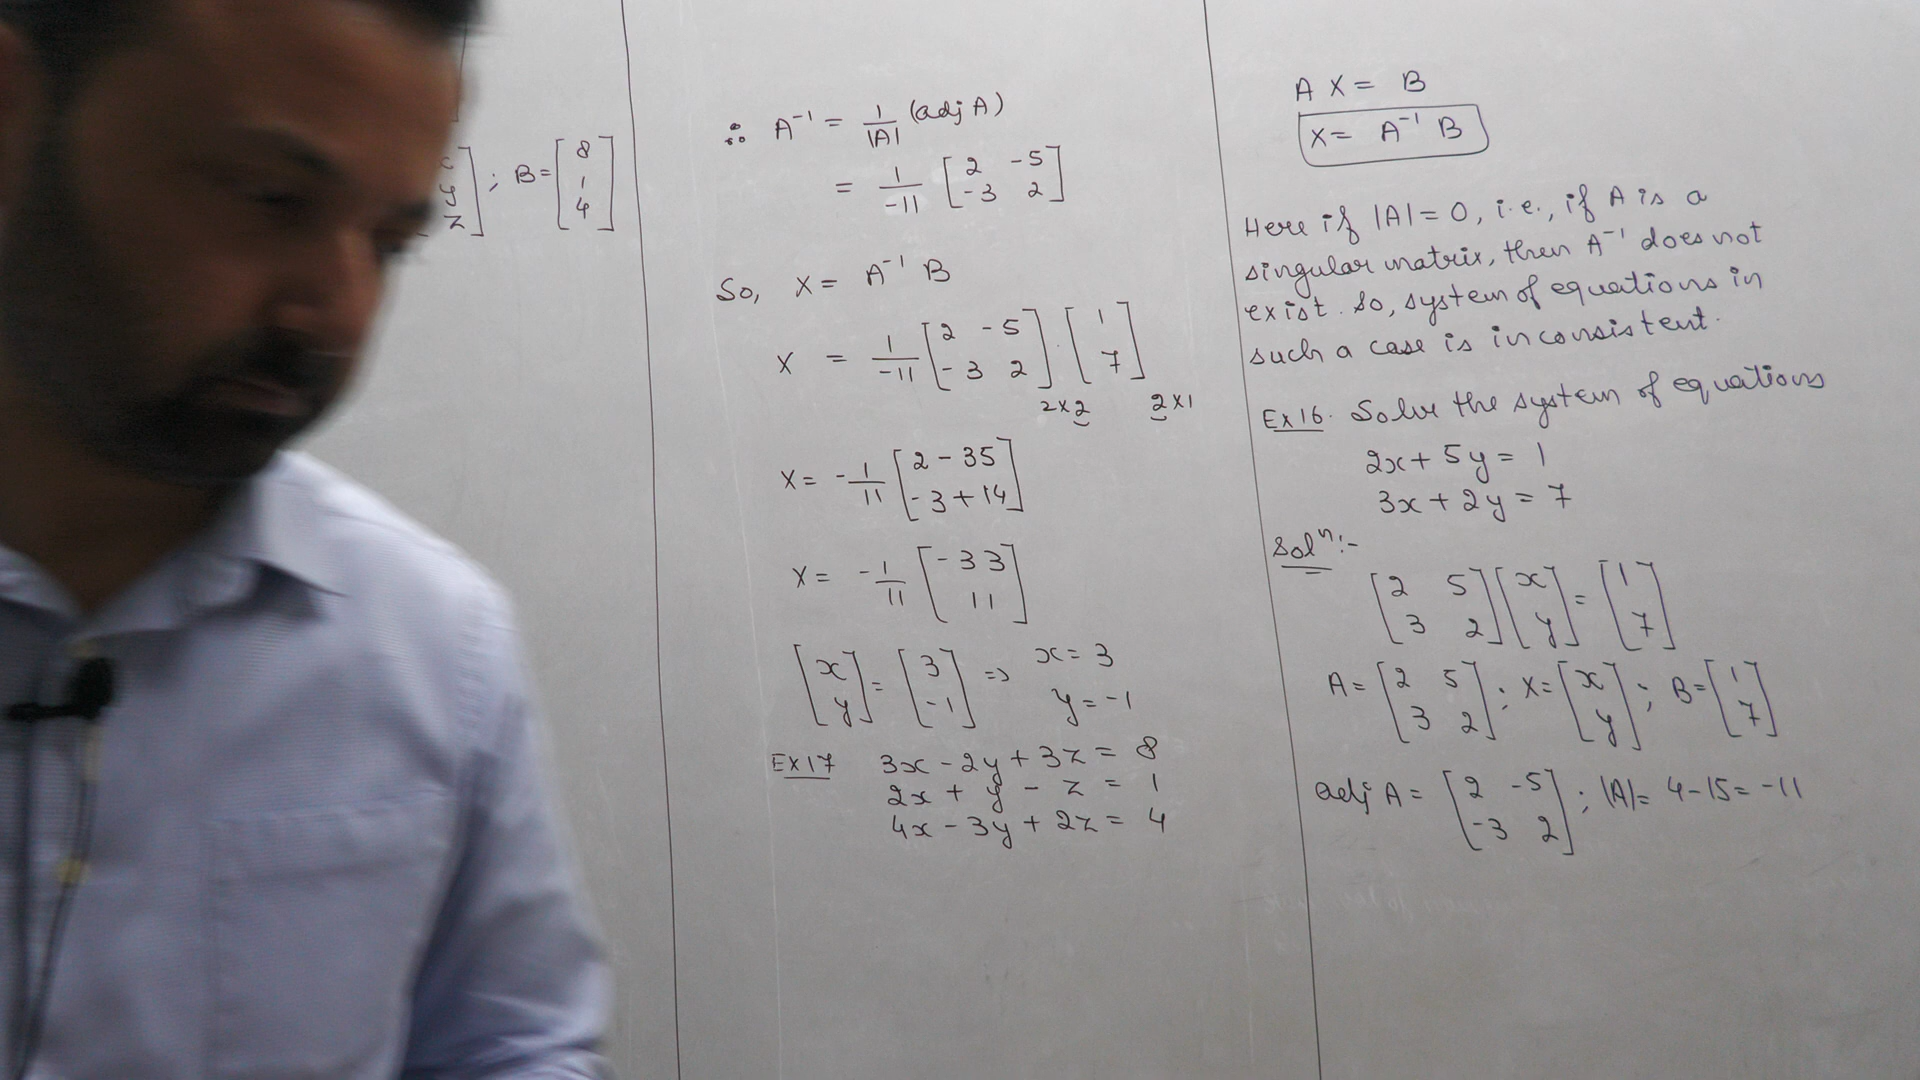 [x
y
z] ; B = [8
1
4]
∴ A⁻¹ = 1/|A| (adj A)
= 1/-11 [2 -5
-3 2]
So, X = A⁻¹ B
X = 1/-11 [2 -5
-3 2] . [1
7]
2×2 2×1
X = -1/11 [2 - 35
-3 + 14]
X = -1/11 [-33
11]
[x
y] = [3
-1] => x = 3
y = -1
Ex 17 3x - 2y + 3z = 8
2x + y - z = 1
4x - 3y + 2z = 4
A X = B
X = A⁻¹ B
Here if |A| = 0, i.e., if A is a
singular matrix, then A⁻¹ does not
exist. So, system of equations in
such a case is inconsistent.
Ex 16. Solve the system of equations
2x + 5y = 1
3x + 2y = 7
Solⁿ:-
[2 5
3 2] [x
y] = [1
7]
A = [2 5
3 2] ; X = [x
y] ; B = [1
7]
adj A = [2 -5
-3 2] ; |A| = 4 - 15 = -11